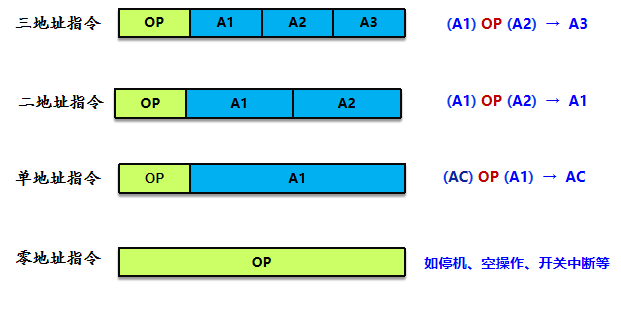 三地址指令 OP A1 A2 A3 (A1) OP (A2) → A3
二地址指令 OP A1 A2 (A1) OP (A2) → A1
单地址指令 OP A1 (AC) OP (A1) → AC
零地址指令 OP 如停机、空操作、开关中断等